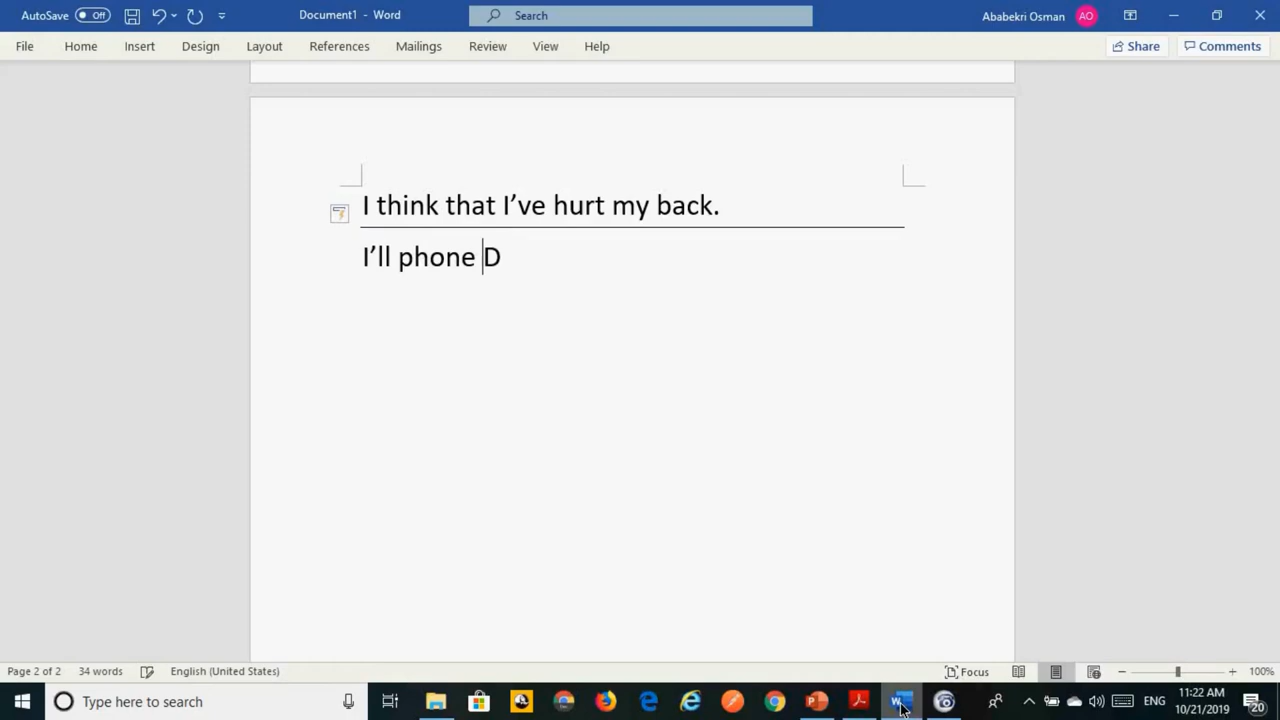 AutoSave Off Document1 - Word Search Ababekri Osman AO
File Home Insert Design Layout References Mailings Review View Help Share Comments
I think that I’ve hurt my back.
I’ll phone D
Page 2 of 2 34 words English (United States) Focus 100%
Type here to search ENG 11:22 AM
10/21/2019 20